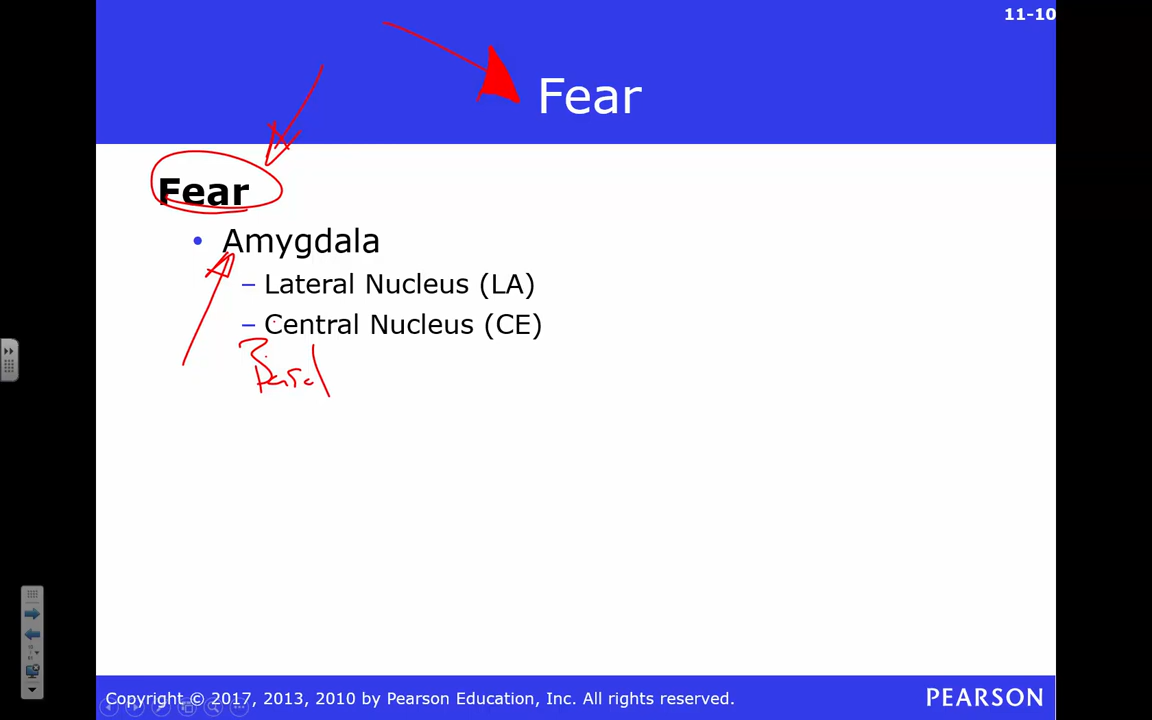 11-10
Fear
Fear
• Amygdala
– Lateral Nucleus (LA)
– Central Nucleus (CE)
Basal
Copyright © 2017, 2013, 2010 by Pearson Education, Inc. All rights reserved.
PEARSON